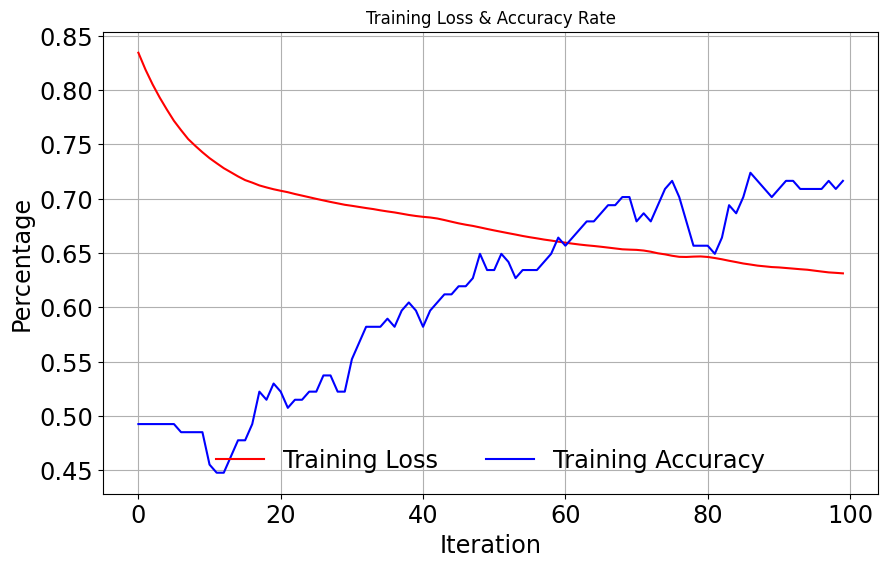 Training Loss & Accuracy Rate
0.85
0.80
0.75
0.70
0.65
0.60
0.55
0.50
0.45
Percentage
Training Loss Training Accuracy
0 20 40 60 80 100
Iteration